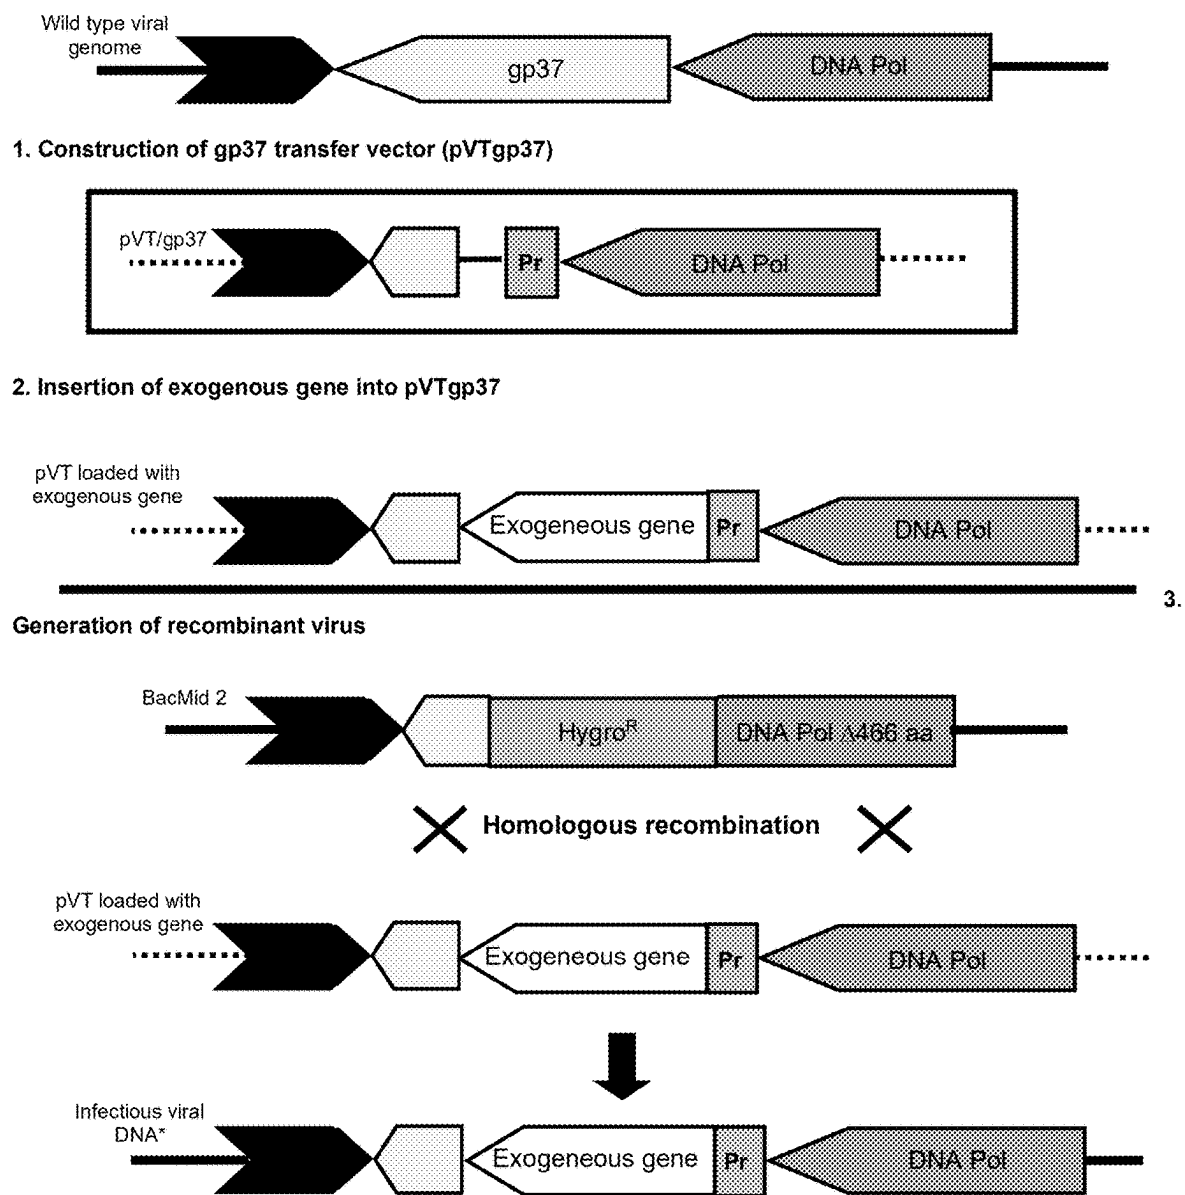 Wild type viral
genome
gp37
DNA Pol
1. Construction of gp37 transfer vector (pVTgp37)
pVT/gp37
Pr
DNA Pol
2. Insertion of exogenous gene into pVTgp37
pVT loaded with
exogenous gene
Exogeneous gene
Pr
DNA Pol
3.
Generation of recombinant virus
BacMid 2
Hygro^R
DNA Pol Δ466 aa
Homologous recombination
pVT loaded with
exogenous gene
Exogeneous gene
Pr
DNA Pol
Infectious viral
DNA*
Exogeneous gene
Pr
DNA Pol